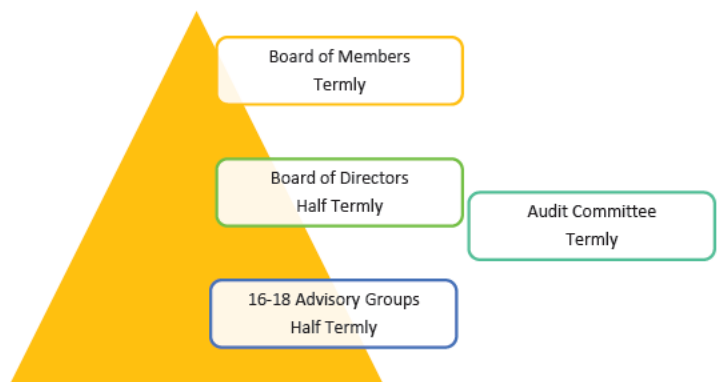 Board of Members
Termly
Board of Directors
Half Termly
Audit Committee
Termly
16-18 Advisory Groups
Half Termly